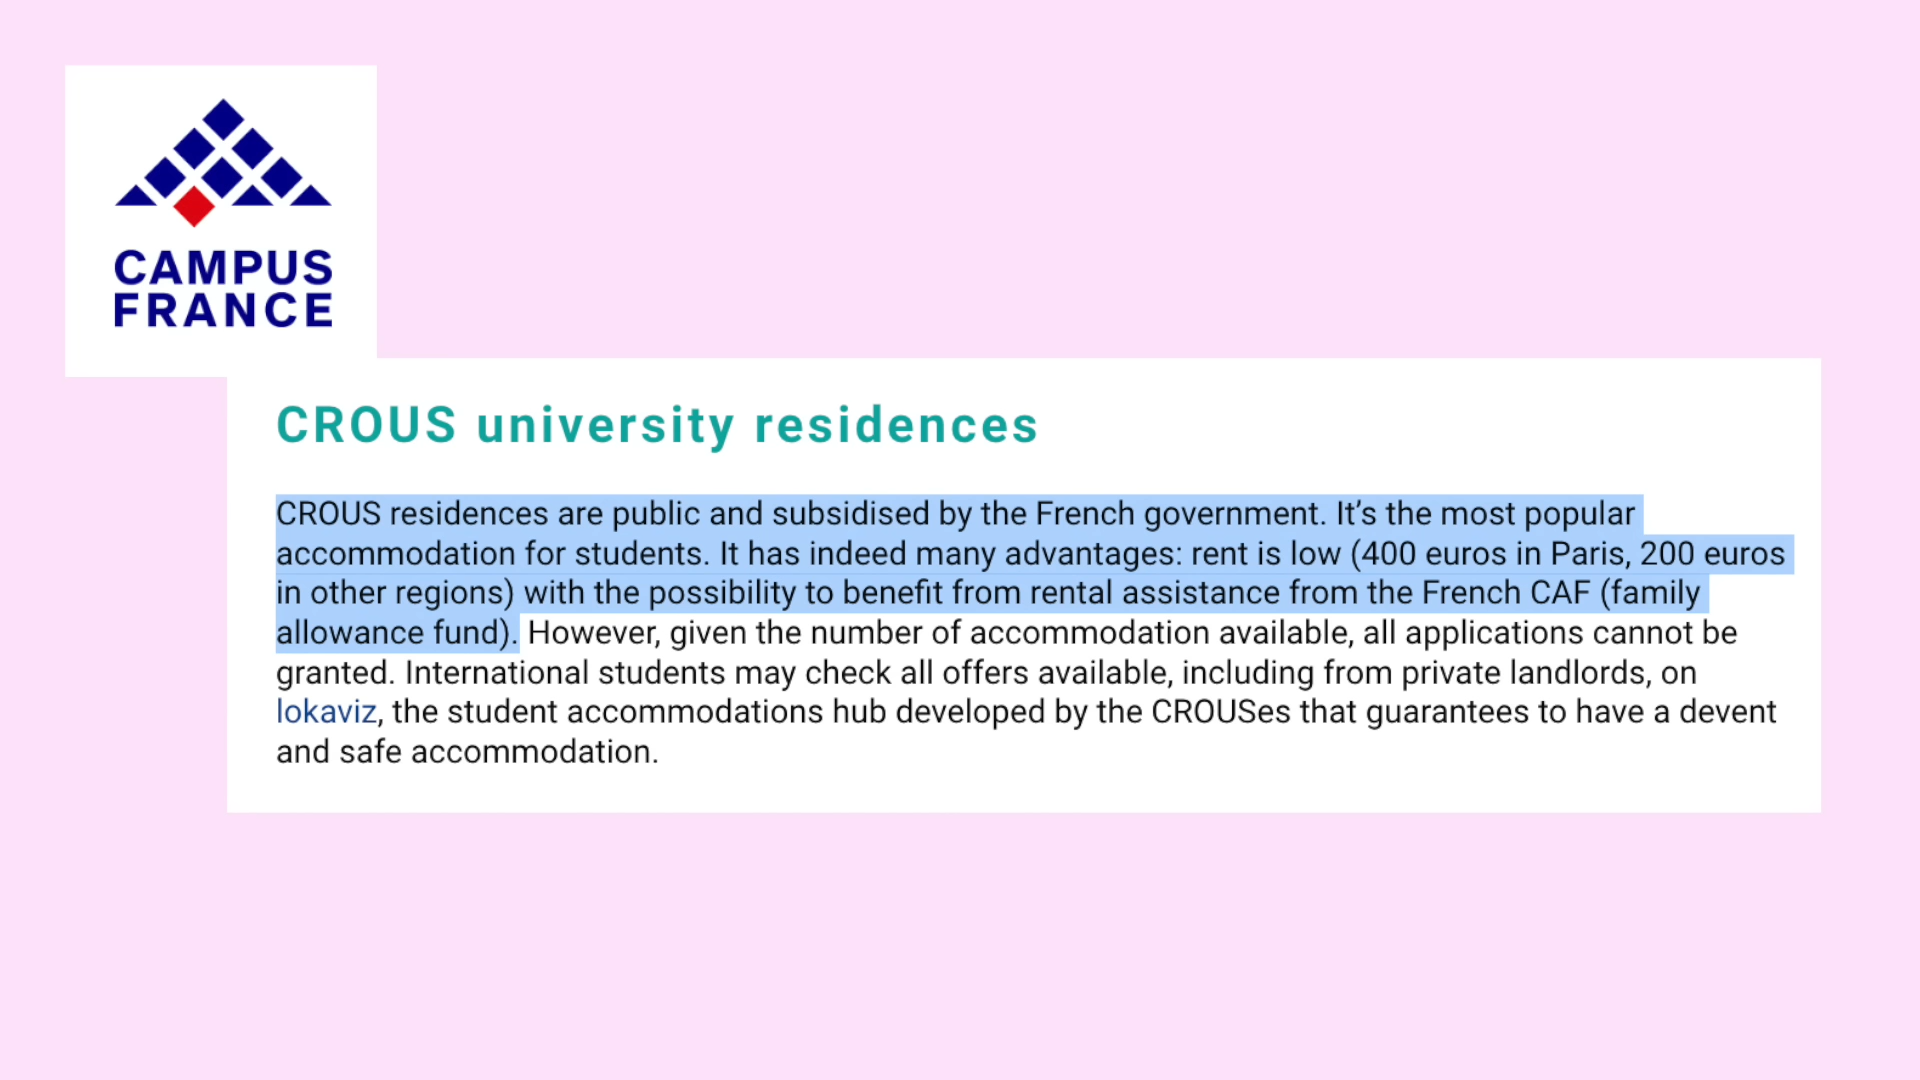 CAMPUS
FRANCE
CROUS university residences
CROUS residences are public and subsidised by the French government. It’s the most popular
accommodation for students. It has indeed many advantages: rent is low (400 euros in Paris, 200 euros
in other regions) with the possibility to benefit from rental assistance from the French CAF (family
allowance fund). However, given the number of accommodation available, all applications cannot be
granted. International students may check all offers available, including from private landlords, on
lokaviz, the student accommodations hub developed by the CROUSes that guarantees to have a devent
and safe accommodation.